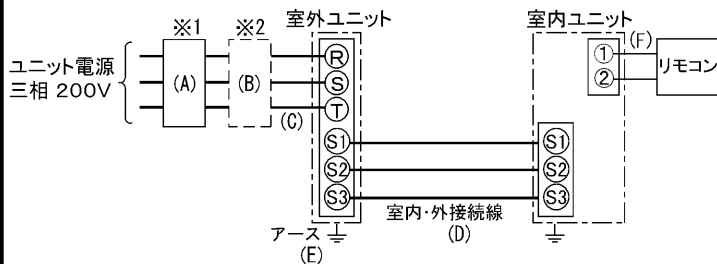 ※1
※2
室外ユニット
室内ユニット
ユニット電源
三相 200V
(A)
(B)
(C)
R
S
T
S1
S2
S3
室内・外接続線
(D)
アース
(E)
S1
S2
S3
1
2
(F)
リモコン